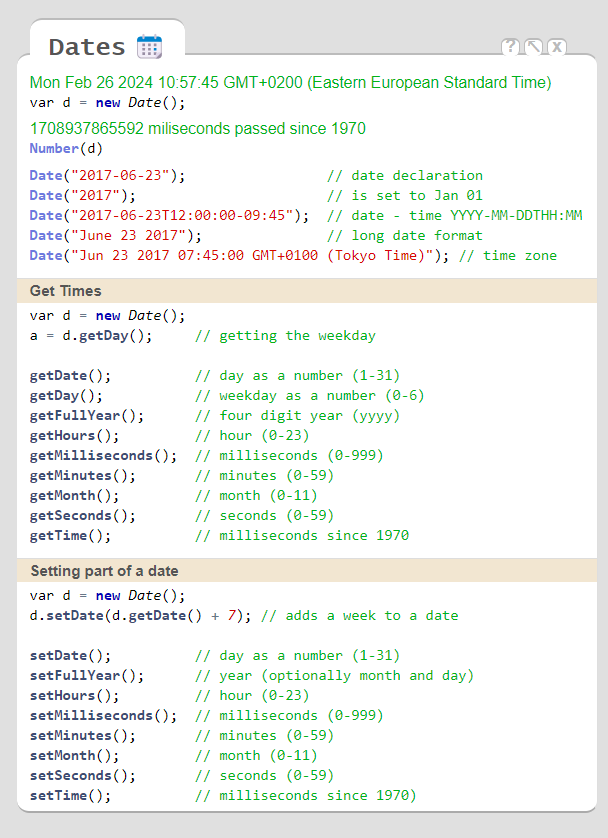 Dates
? x
Mon Feb 26 2024 10:57:45 GMT+0200 (Eastern European Standard Time)
var d = new Date();
1708937865592 miliseconds passed since 1970
Number(d)
Date("2017-06-23"); // date declaration
Date("2017"); // is set to Jan 01
Date("2017-06-23T12:00:00-09:45"); // date - time YYYY-MM-DDTHH:MM
Date("June 23 2017"); // long date format
Date("Jun 23 2017 07:45:00 GMT+0100 (Tokyo Time)"); // time zone
Get Times
var d = new Date();
a = d.getDay(); // getting the weekday
getDate(); // day as a number (1-31)
getDay(); // weekday as a number (0-6)
getFullYear(); // four digit year (yyyy)
getHours(); // hour (0-23)
getMilliseconds(); // milliseconds (0-999)
getMinutes(); // minutes (0-59)
getMonth(); // month (0-11)
getSeconds(); // seconds (0-59)
getTime(); // milliseconds since 1970
Setting part of a date
var d = new Date();
d.setDate(d.getDate() + 7); // adds a week to a date
setDate(); // day as a number (1-31)
setFullYear(); // year (optionally month and day)
setHours(); // hour (0-23)
setMilliseconds(); // milliseconds (0-999)
setMinutes(); // minutes (0-59)
setMonth(); // month (0-11)
setSeconds(); // seconds (0-59)
setTime(); // milliseconds since 1970)